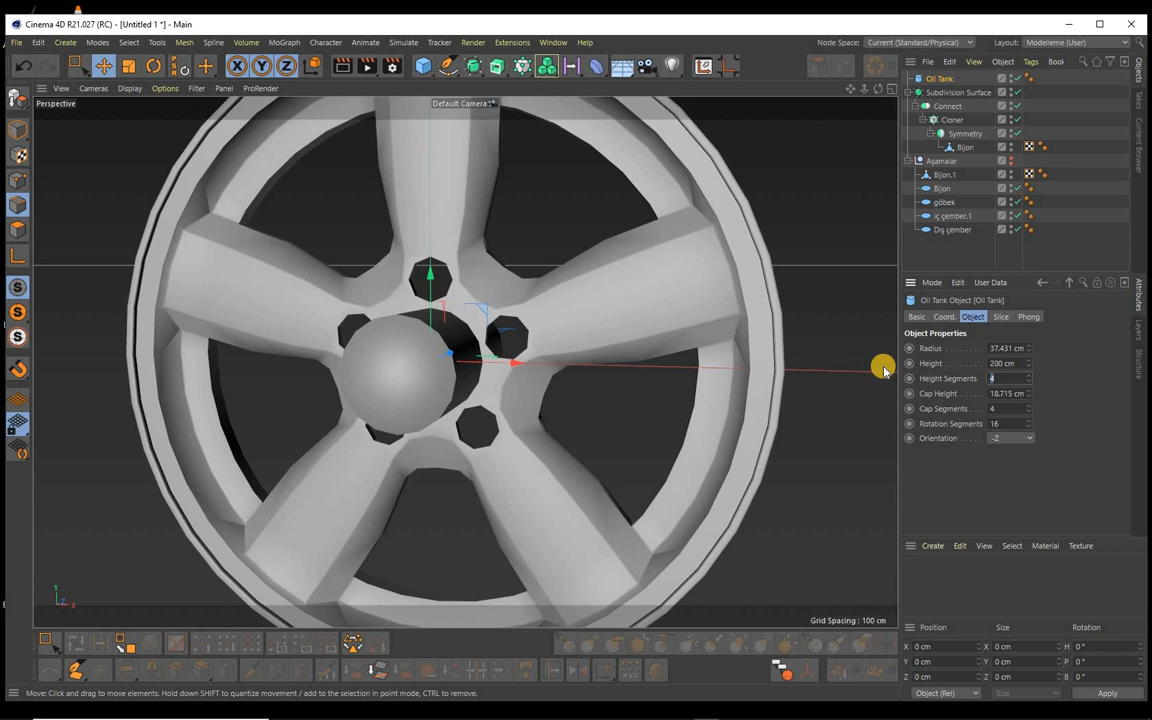 Cinema 4D R21.027 (RC) - [Untitled 1 *] - Main
File Edit Create Modes Select Tools Mesh Spline Volume MoGraph Character Animate Simulate Tracker Render Extensions Window Help
Node Space: Current (Standard/Physical) Layout: Modelleme (User)
File Edit View Object Tags Book
View Cameras Display Options Filter Panel ProRender
Perspective
Default Camera
Oil Tank
Subdivision Surface
Connect
Cloner
Symmetry
Bijon
Aşamalar
Bijon.1
Bijon
göbek
iç çember.1
Dış çember
Objects
Takes
Content Browser
Mode Edit User Data
Oil Tank Object [Oil Tank]
Basic Coord. Object Slice Phong
Object Properties
Radius 37.431 cm
Height 200 cm
Height Segments 4
Cap Height 18.715 cm
Cap Segments 4
Rotation Segments 16
Orientation -Z
Attributes
Layers
Structure
Create Edit View Select Material Texture
Grid Spacing : 100 cm
Y
Z X
Position Size Rotation
X 0 cm X 0 cm H 0 °
Y 0 cm Y 0 cm P 0 °
Z 0 cm Z 0 cm B 0 °
Object (Rel) Size Apply
Move: Click and drag to move elements. Hold down SHIFT to quantize movement / add to the selection in point mode, CTRL to remove.